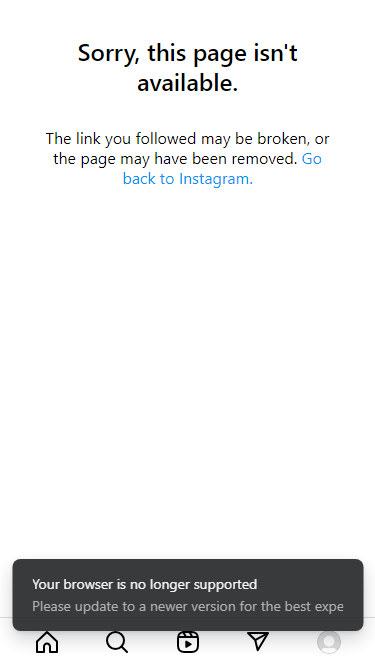 Sorry, this page isn't
available.
The link you followed may be broken, or
the page may have been removed. Go
back to Instagram.
Your browser is no longer supported
Please update to a newer version for the best expe